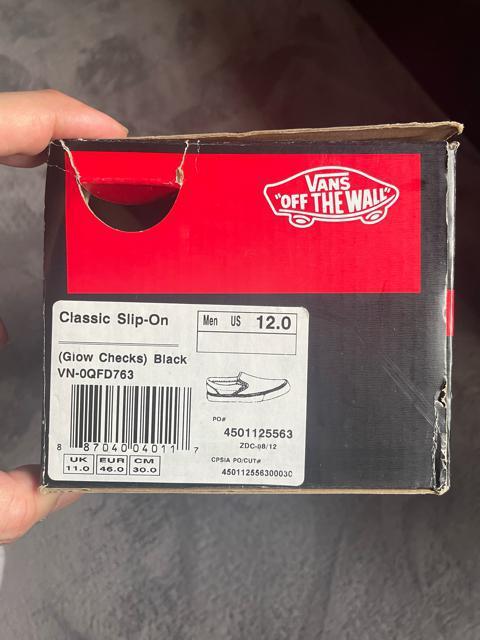 VANS
"OFF THE WALL"
Classic Slip-On
Men US 12.0
(Glow Checks) Black
VN-0QFD763
PO#
4501125563
ZDC-08/12
8 87040 04011 7
UK EUR CM
11.0 46.0 30.0
CPSIA PO/CUT#
45011255630003C